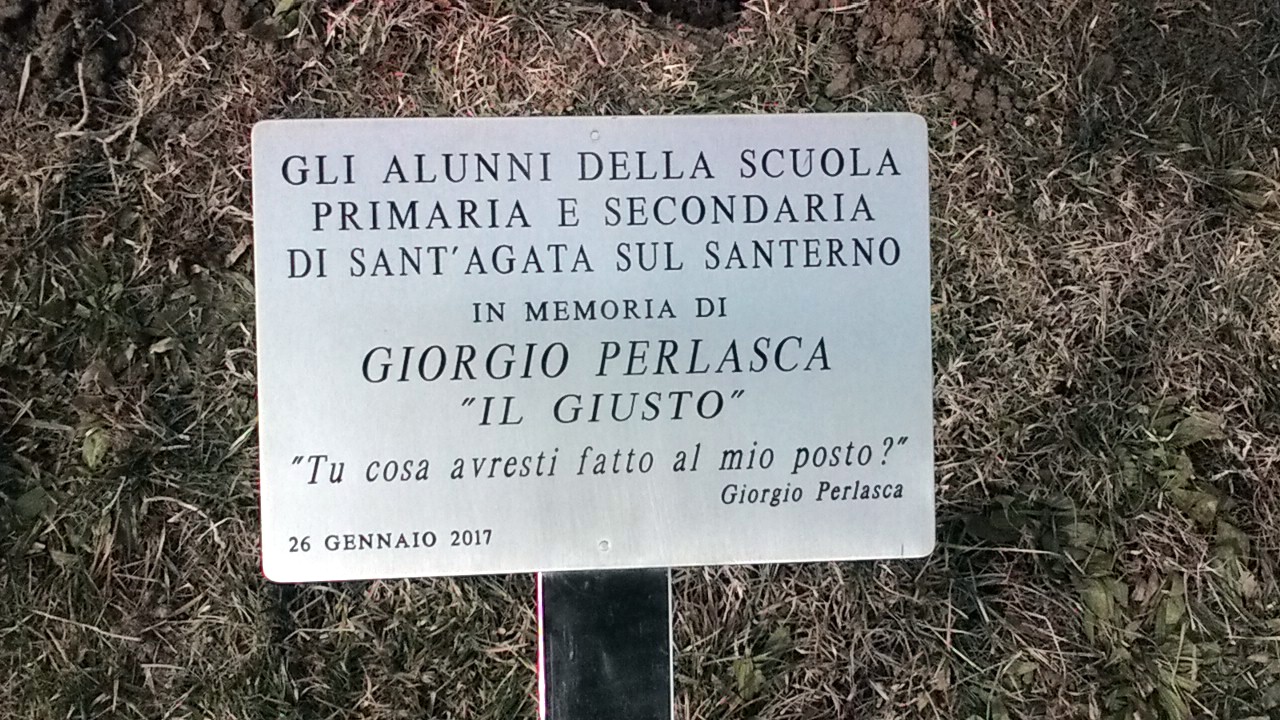 GLI ALUNNI DELLA SCUOLA
PRIMARIA E SECONDARIA
DI SANT'AGATA SUL SANTERNO
IN MEMORIA DI
GIORGIO PERLASCA
"IL GIUSTO"
"Tu cosa avresti fatto al mio posto?"
Giorgio Perlasca
26 GENNAIO 2017